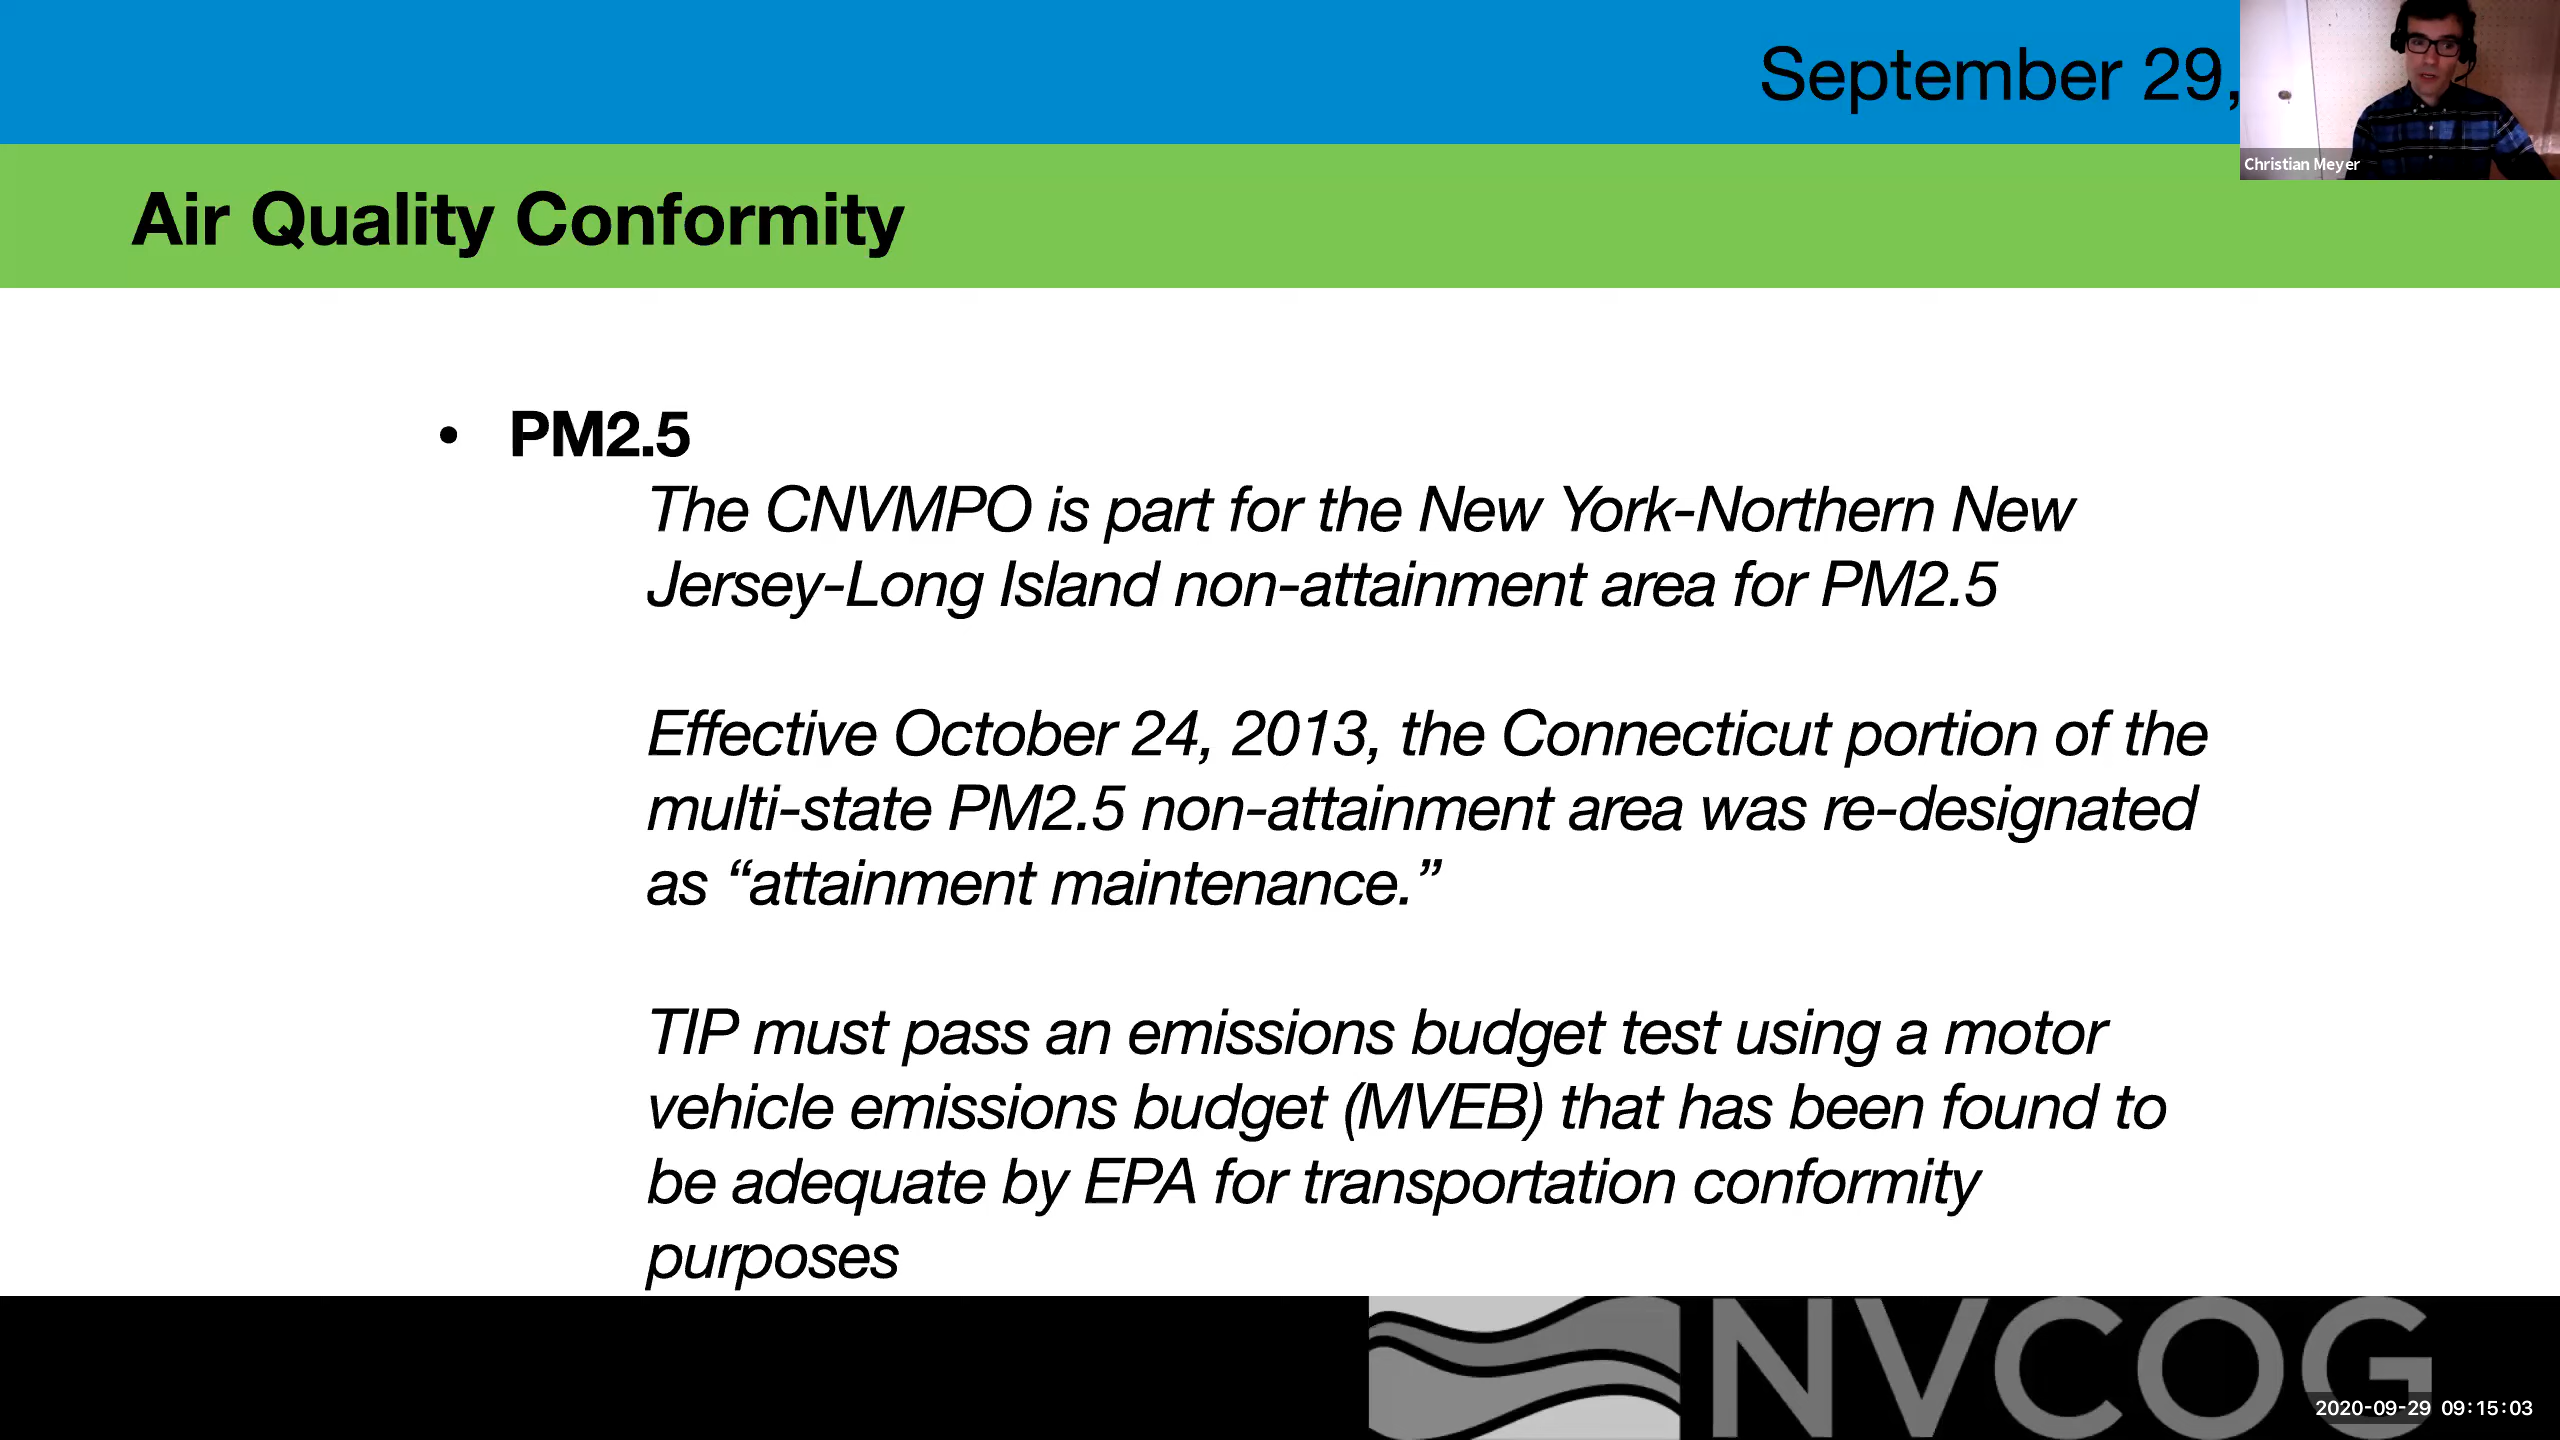 September 29,
Christian Meyer
Air Quality Conformity
• PM2.5
The CNVMPO is part for the New York-Northern New
Jersey-Long Island non-attainment area for PM2.5
Effective October 24, 2013, the Connecticut portion of the
multi-state PM2.5 non-attainment area was re-designated
as “attainment maintenance.”
TIP must pass an emissions budget test using a motor
vehicle emissions budget (MVEB) that has been found to
be adequate by EPA for transportation conformity
purposes
NVCOG
2020-09-29 09:15:03